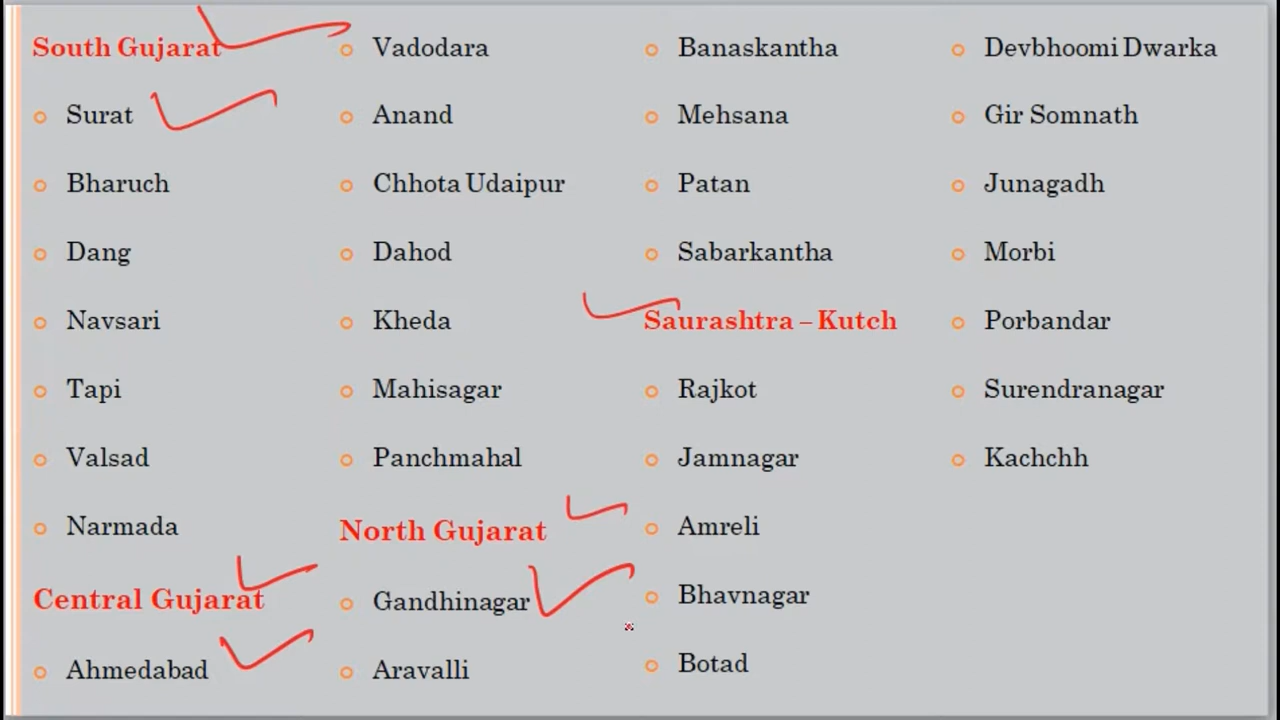 South Gujarat
Surat
Bharuch
Dang
Navsari
Tapi
Valsad
Narmada
Central Gujarat
Ahmedabad
Vadodara
Anand
Chhota Udaipur
Dahod
Kheda
Mahisagar
Panchmahal
North Gujarat
Gandhinagar
Aravalli
Banaskantha
Mehsana
Patan
Sabarkantha
Saurashtra – Kutch
Rajkot
Jamnagar
Amreli
Bhavnagar
Botad
Devbhoomi Dwarka
Gir Somnath
Junagadh
Morbi
Porbandar
Surendranagar
Kachchh